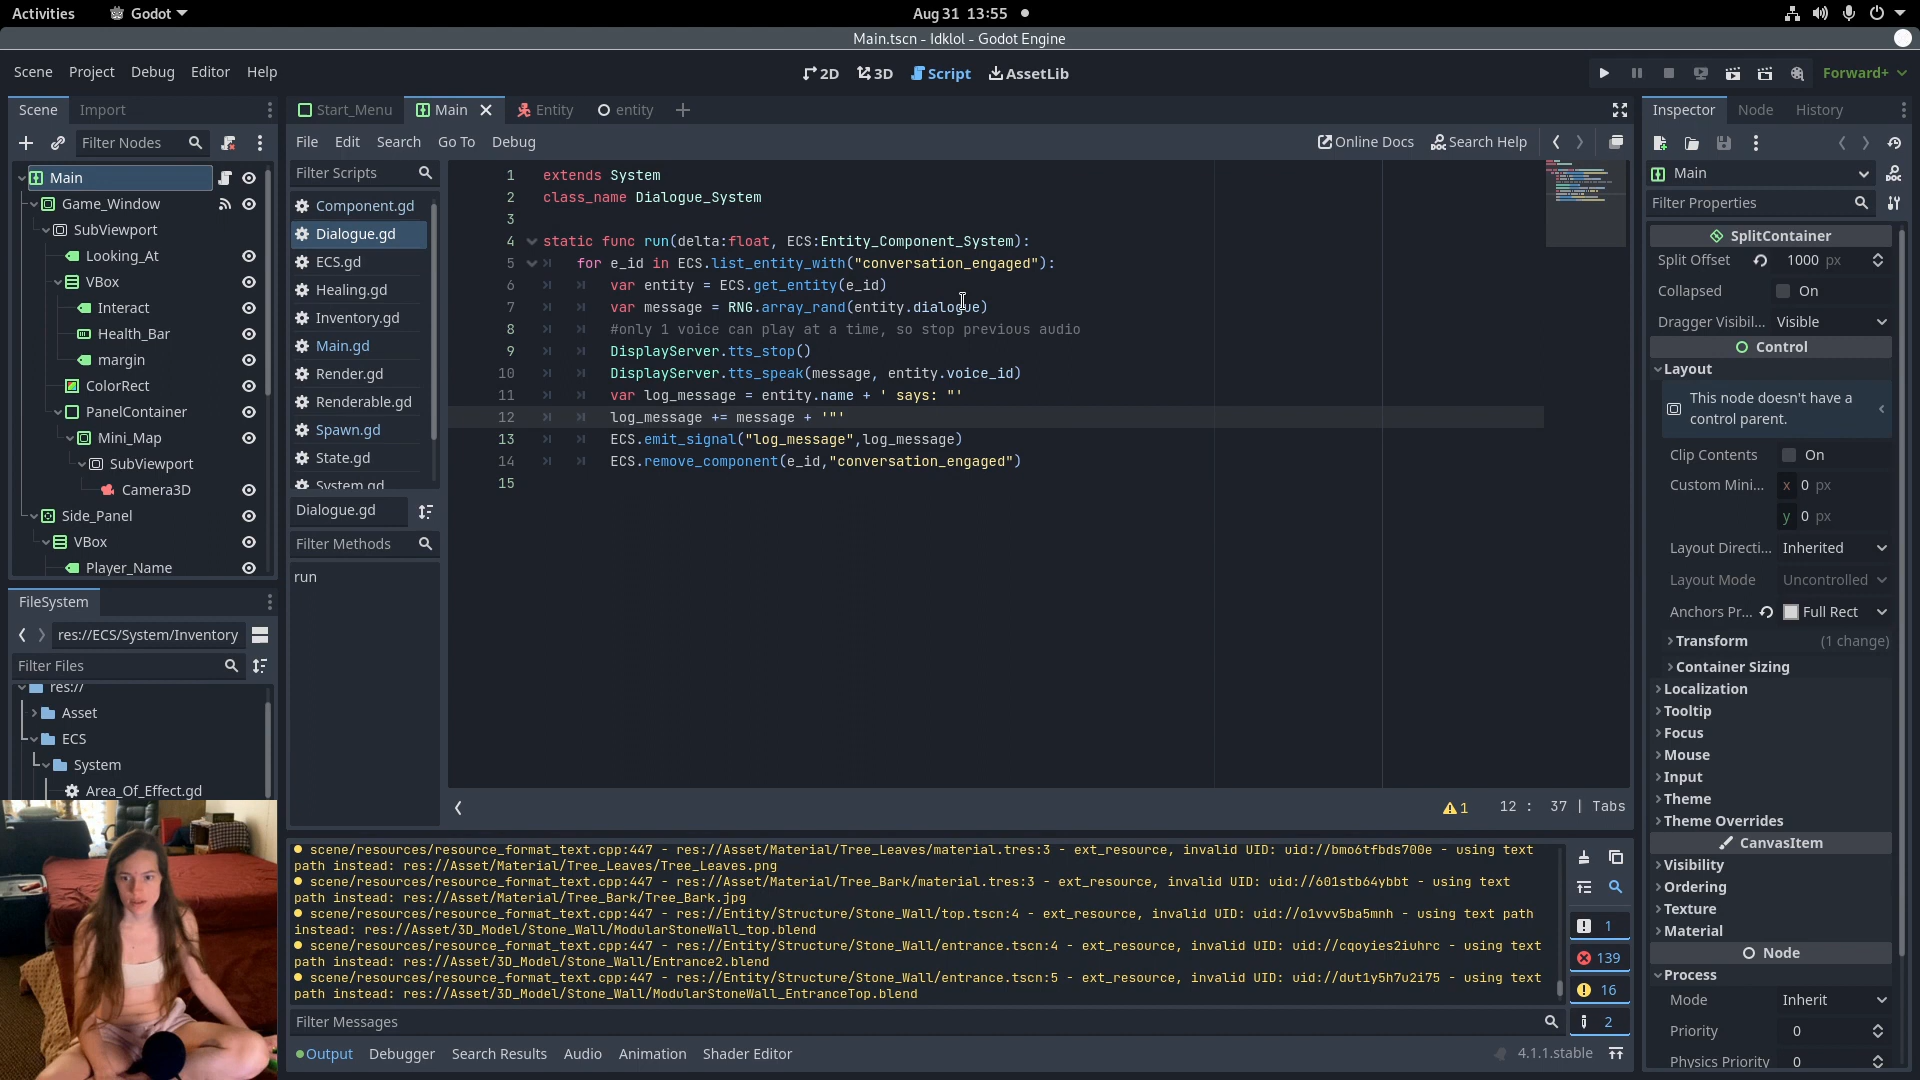 Activities
Godot
Aug 31 13:55
Main.tscn - Idklol - Godot Engine
Scene Project Debug Editor Help
2D 3D Script AssetLib
Forward+
Scene Import
Filter Nodes
Main
Game_Window
SubViewport
Looking_At
VBox
Interact
Health_Bar
margin
ColorRect
PanelContainer
Mini_Map
SubViewport
Camera3D
Side_Panel
VBox
Player_Name
FileSystem
res://ECS/System/Inventory
Filter Files
res://
Asset
ECS
System
Area_Of_Effect.gd
Start_Menu Main Entity entity
File Edit Search Go To Debug
Online Docs Search Help
Filter Scripts
Component.gd
Dialogue.gd
ECS.gd
Healing.gd
Inventory.gd
Main.gd
Render.gd
Renderable.gd
Spawn.gd
State.gd
System.gd
Dialogue.gd
Filter Methods
run
1 extends System
2 class_name Dialogue_System
3
4 static func run(delta:float, ECS:Entity_Component_System):
5 for e_id in ECS.list_entity_with("conversation_engaged"):
6 var entity = ECS.get_entity(e_id)
7 var message = RNG.array_rand(entity.dialogue)
8 #only 1 voice can play at a time, so stop previous audio
9 DisplayServer.tts_stop()
10 DisplayServer.tts_speak(message, entity.voice_id)
11 var log_message = entity.name + ' says: "'
12 log_message += message + '"'
13 ECS.emit_signal("log_message",log_message)
14 ECS.remove_component(e_id,"conversation_engaged")
15
1 12 : 37 | Tabs
scene/resources/resource_format_text.cpp:447 - res://Asset/Material/Tree_Leaves/material.tres:3 - ext_resource, invalid UID: uid://bmo6tfbds700e - using text
path instead: res://Asset/Material/Tree_Leaves/Tree_Leaves.png
scene/resources/resource_format_text.cpp:447 - res://Asset/Material/Tree_Bark/material.tres:3 - ext_resource, invalid UID: uid://601stb64ybbt - using text
path instead: res://Asset/Material/Tree_Bark/Tree_Bark.jpg
scene/resources/resource_format_text.cpp:447 - res://Entity/Structure/Stone_Wall/top.tscn:4 - ext_resource, invalid UID: uid://o1vvv5ba5mnh - using text path
instead: res://Asset/3D_Model/Stone_Wall/ModularStoneWall_top.blend
scene/resources/resource_format_text.cpp:447 - res://Entity/Structure/Stone_Wall/entrance.tscn:4 - ext_resource, invalid UID: uid://cqoyies2iuhrc - using text
path instead: res://Asset/3D_Model/Stone_Wall/Entrance2.blend
scene/resources/resource_format_text.cpp:447 - res://Entity/Structure/Stone_Wall/entrance.tscn:5 - ext_resource, invalid UID: uid://dut1y5h7u2i75 - using text
path instead: res://Asset/3D_Model/Stone_Wall/ModularStoneWall_EntranceTop.blend
1
139
16
2
Filter Messages
Output Debugger Search Results Audio Animation Shader Editor
4.1.1.stable
Inspector Node History
Main
Filter Properties
SplitContainer
Split Offset 1000 px
Collapsed On
Dragger Visibil... Visible
Control
Layout
This node doesn't have a
control parent.
Clip Contents On
Custom Mini... x 0 px
y 0 px
Layout Directi... Inherited
Layout Mode Uncontrolled
Anchors Pr... Full Rect
Transform (1 change)
Container Sizing
Localization
Tooltip
Focus
Mouse
Input
Theme
Theme Overrides
CanvasItem
Visibility
Ordering
Texture
Material
Node
Process
Mode Inherit
Priority 0
Physics Priority 0